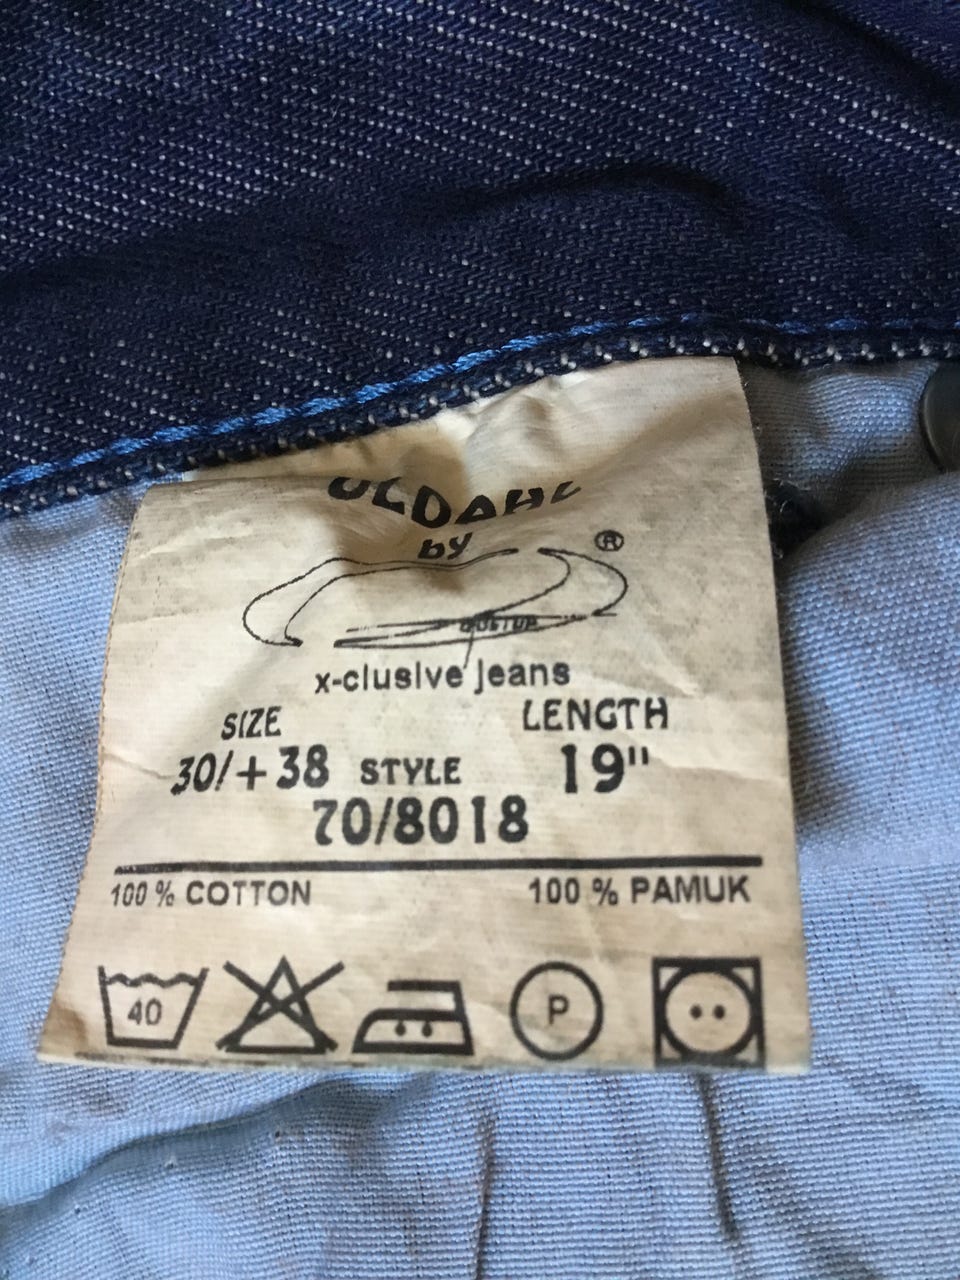 by
®
x-clusive jeans
SIZE LENGTH
30/+38 STYLE 19"
70/8018
100 % COTTON 100 % PAMUK
40 P